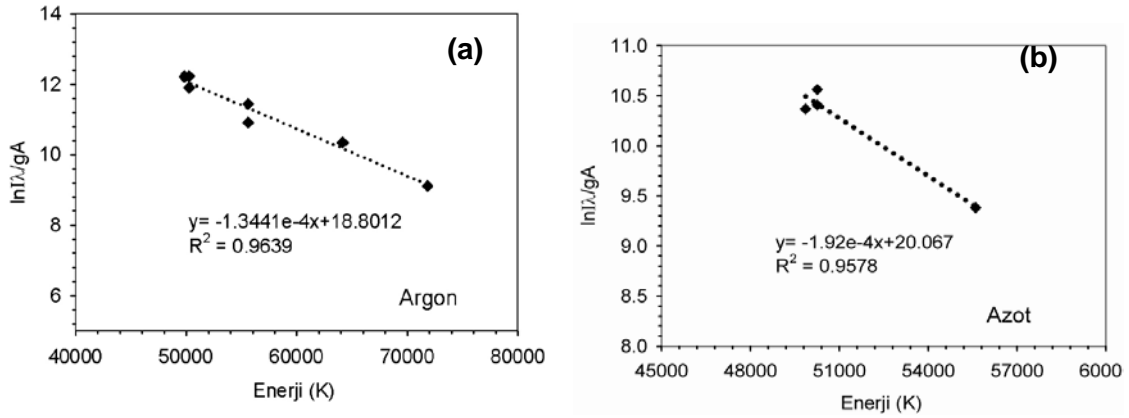 (a)
14
12
10
8
6
lnIλ/gA
y= -1.3441e-4x+18.8012
R² = 0.9639
Argon
40000 50000 60000 70000 80000
Enerji (K)
(b)
11.0
10.5
10.0
9.5
9.0
8.5
8.0
lnIλ/gA
y= -1.92e-4x+20.067
R² = 0.9578
Azot
45000 48000 51000 54000 57000 6000
Enerji (K)